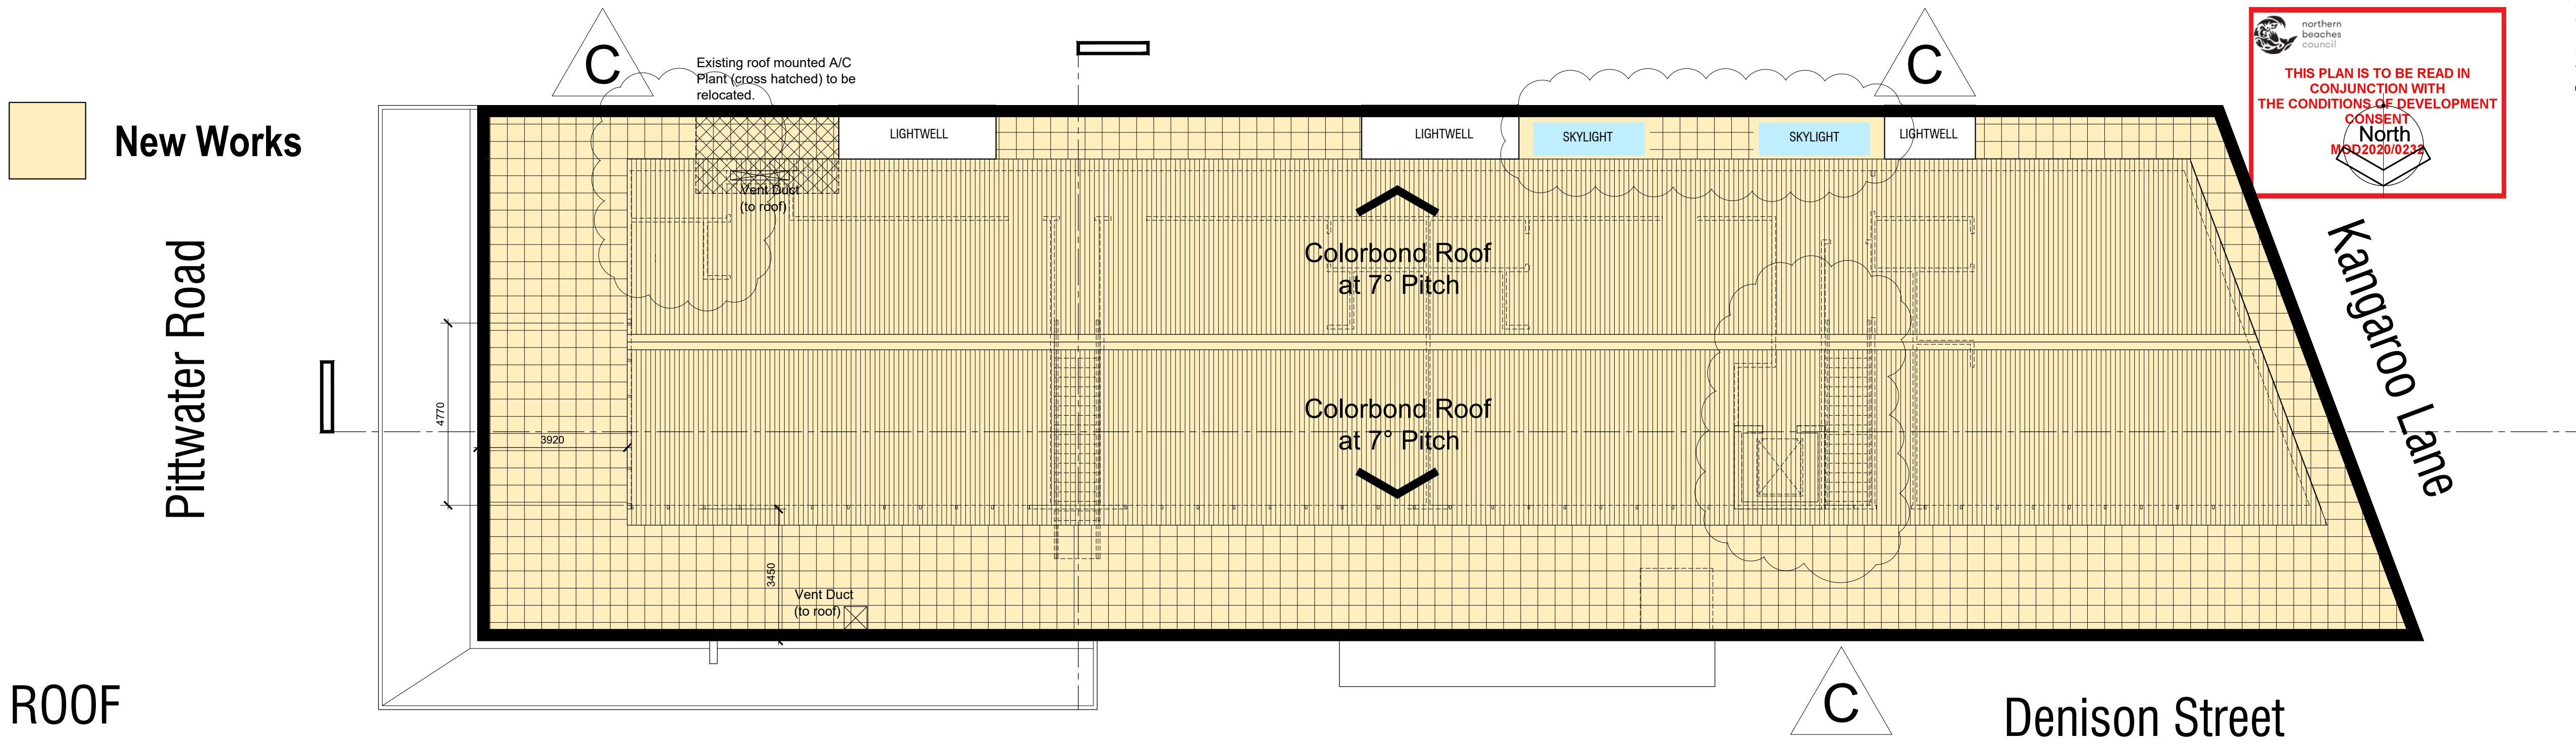 C
C
Existing roof mounted A/C
Plant (cross hatched) to be
relocated.
northern
beaches
council
THIS PLAN IS TO BE READ IN
CONJUNCTION WITH
THE CONDITIONS OF DEVELOPMENT
CONSENT
North
MOD2020/0232
New Works
LIGHTWELL
LIGHTWELL
SKYLIGHT
SKYLIGHT
LIGHTWELL
Vent Duct
(to roof)
Colorbond Roof
at 7° Pitch
Pittwater Road
Kangaroo Lane
4770
3920
Colorbond Roof
at 7° Pitch
3450
Vent Duct
(to roof)
ROOF
C
Denison Street